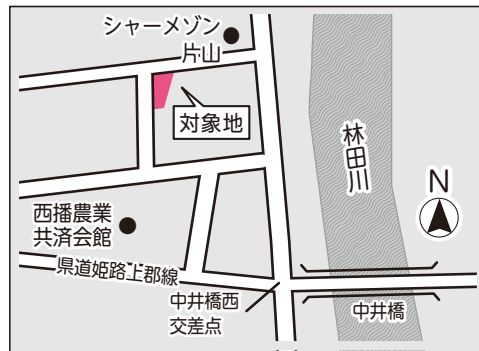 シャーメゾン
片山
対象地
林田川
N
西播農業
共済会館
県道姫路上郡線
中井橋西
交差点
中井橋